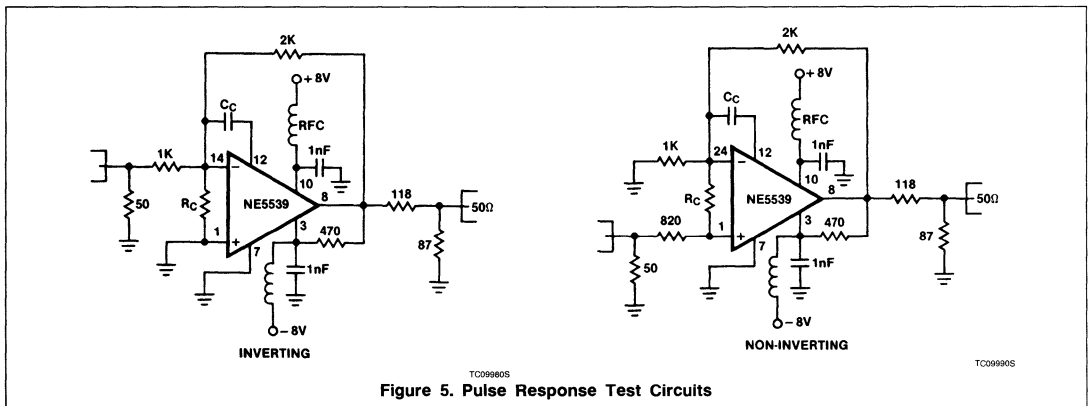 2K
+ 8V
CC
RFC
1nF
1K
14
12
−
10
8
118
50Ω
50
RC
NE5539
3
470
87
1
+
7
1nF
− 8V
INVERTING
TC09980S
2K
+ 8V
CC
RFC
1nF
1K
24
12
−
10
8
118
50Ω
RC
NE5539
3
470
87
820
1
+
7
50
1nF
− 8V
NON-INVERTING
TC09990S
Figure 5. Pulse Response Test Circuits